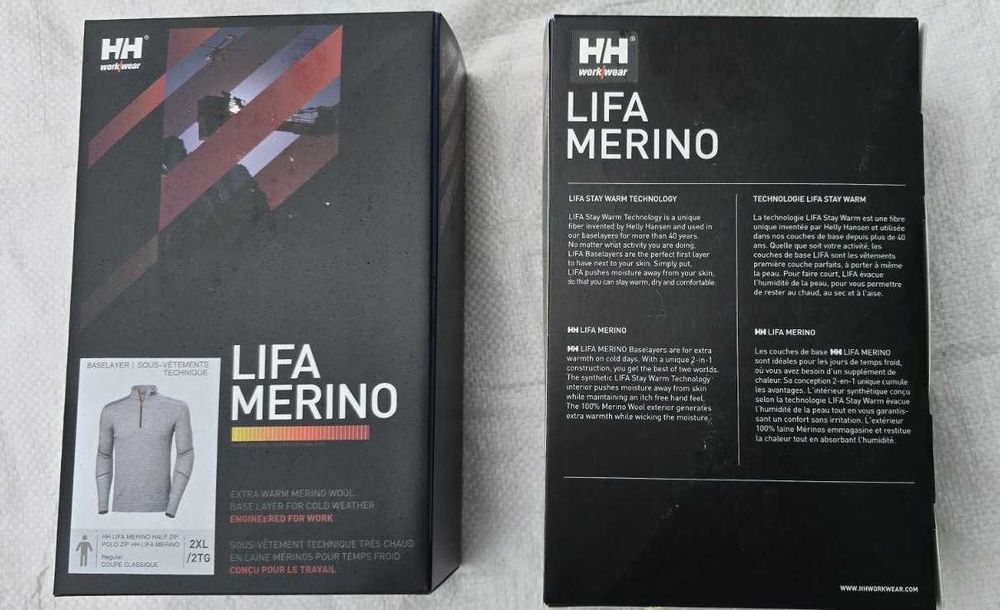 HH®
work wear
BASELAYER | SOUS-VÊTEMENTS
TECHNIQUE
LIFA
MERINO
EXTRA WARM MERINO WOOL
BASE LAYER FOR COLD WEATHER
ENGINEERED FOR WORK
SOUS-VÊTEMENT TECHNIQUE TRÈS CHAUD
EN LAINE MÉRINOS POUR TEMPS FROID
CONÇU POUR LE TRAVAIL
HH LIFA MERINO HALF ZIP
POLO ZIP HH LIFA MERINO
Regular
COUPE CLASSIQUE
2XL
/2TG
HH®
work wear
LIFA
MERINO
LIFA STAY WARM TECHNOLOGY
LIFA Stay Warm Technology is a unique
fiber invented by Helly Hansen and used in
our baselayers for more than 40 years.
No matter what activity you are doing,
LIFA Baselayers are the perfect first layer
to have next to your skin. Simply put,
LIFA pushes moisture away from your skin,
so that you can stay warm, dry and comfortable.
HH LIFA MERINO
HH LIFA MERINO Baselayers are for extra
warmth on cold days. With a unique 2-in-1
construction, you get the best of two worlds.
The synthetic LIFA Stay Warm Technology
interior pushes moisture away from skin
while maintaining an itch free hand feel.
The 100% Merino Wool exterior generates
extra warmth while wicking the moisture.
TECHNOLOGIE LIFA STAY WARM
La technologie LIFA Stay Warm est une fibre
unique inventée par Helly Hansen et utilisée
dans nos couches de base depuis plus de 40
ans. Quelle que soit votre activité, les
couches de base LIFA sont les vêtements
première couche parfaits, à porter à même
la peau. Pour faire court, LIFA évacue
l'humidité de la peau, pour vous permettre
de rester au chaud, au sec et à l'aise.
HH LIFA MERINO
Les couches de base HH LIFA MERINO
sont idéales pour les jours de temps froid,
où vous avez besoin d'un supplément de
chaleur. Sa conception 2-en-1 unique cumule
les avantages. L'intérieur synthétique conçu
selon la technologie LIFA Stay Warm évacue
l'humidité de la peau tout en vous garantis-
sant un confort sans irritation. L'extérieur
100% laine Mérinos emmagasine et restitue
la chaleur tout en absorbant l'humidité.
WWW.HHWORKWEAR.COM